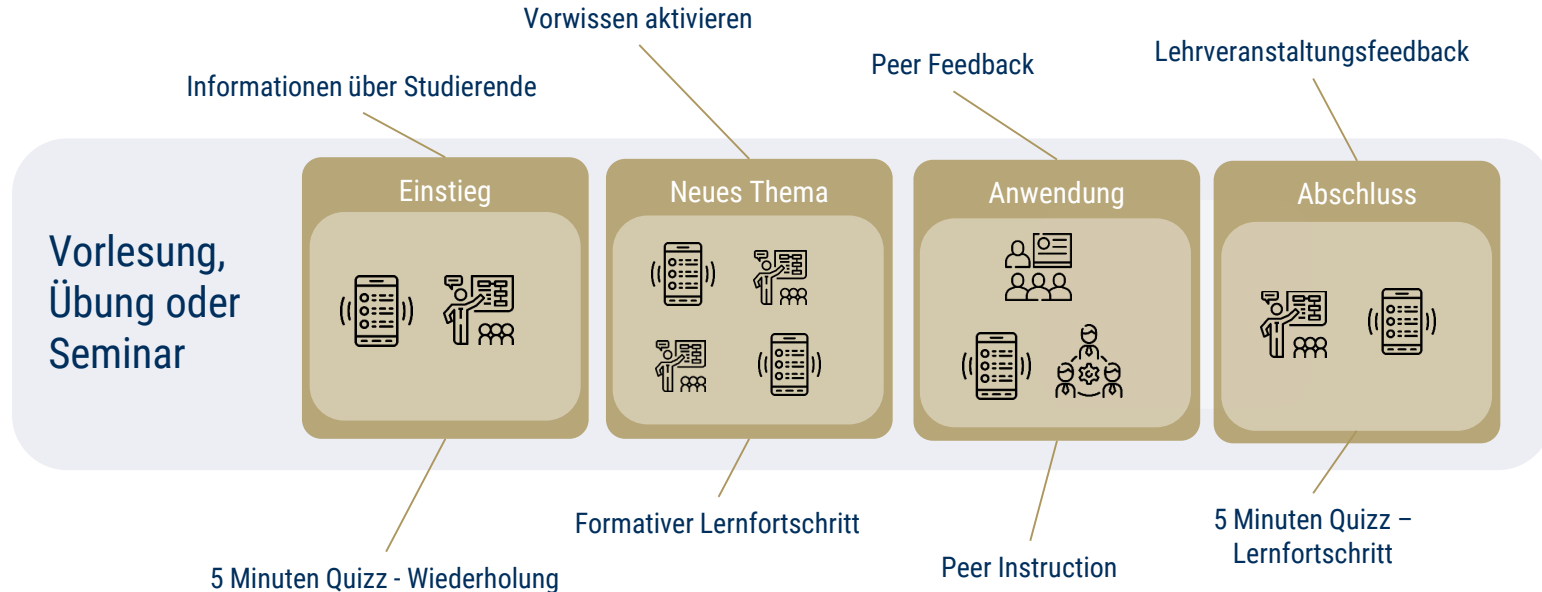 Vorwissen aktivieren
Lehrveranstaltungsfeedback
Peer Feedback
Informationen über Studierende
Einstieg
Neues Thema
Anwendung
Abschluss
Vorlesung,
Übung oder
Seminar
Formativer Lernfortschritt
5 Minuten Quizz –
Lernfortschritt
Peer Instruction
5 Minuten Quizz - Wiederholung